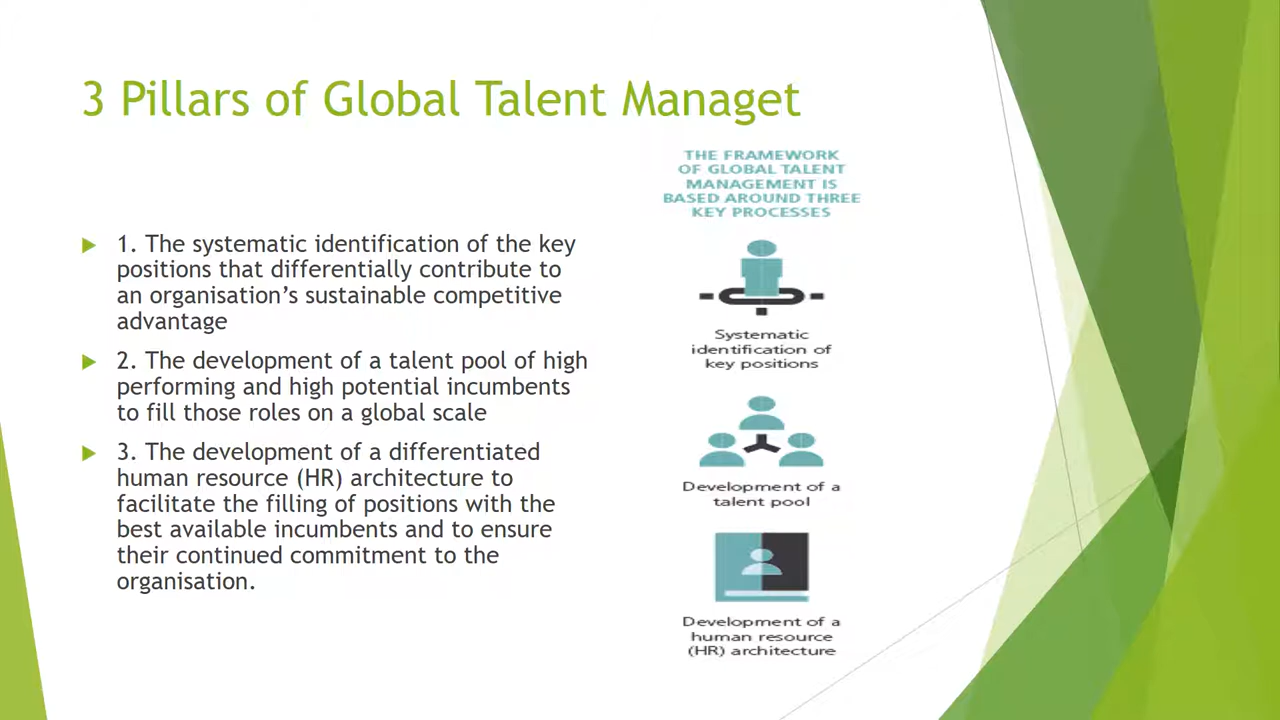 3 Pillars of Global Talent Managet
1. The systematic identification of the key
positions that differentially contribute to
an organisation’s sustainable competitive
advantage
2. The development of a talent pool of high
performing and high potential incumbents
to fill those roles on a global scale
3. The development of a differentiated
human resource (HR) architecture to
facilitate the filling of positions with the
best available incumbents and to ensure
their continued commitment to the
organisation.
THE FRAMEWORK
OF GLOBAL TALENT
MANAGEMENT IS
BASED AROUND THREE
KEY PROCESSES
Systematic
identification of
key positions
Development of a
talent pool
Development of a
human resource
(HR) architecture